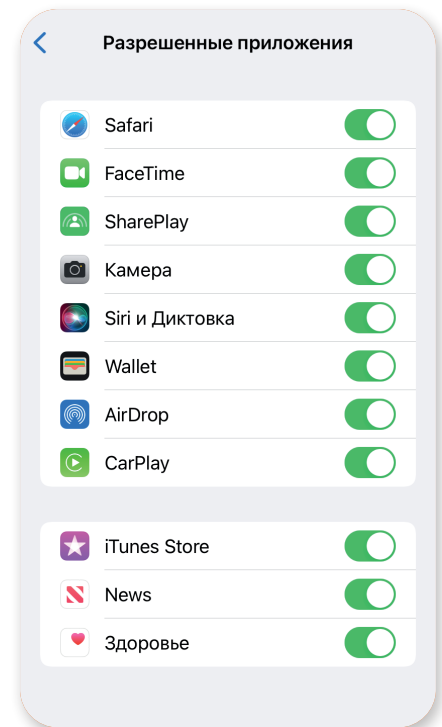 Разрешенные приложения
Safari
FaceTime
SharePlay
Камера
Siri и Диктовка
Wallet
AirDrop
CarPlay
iTunes Store
News
Здоровье